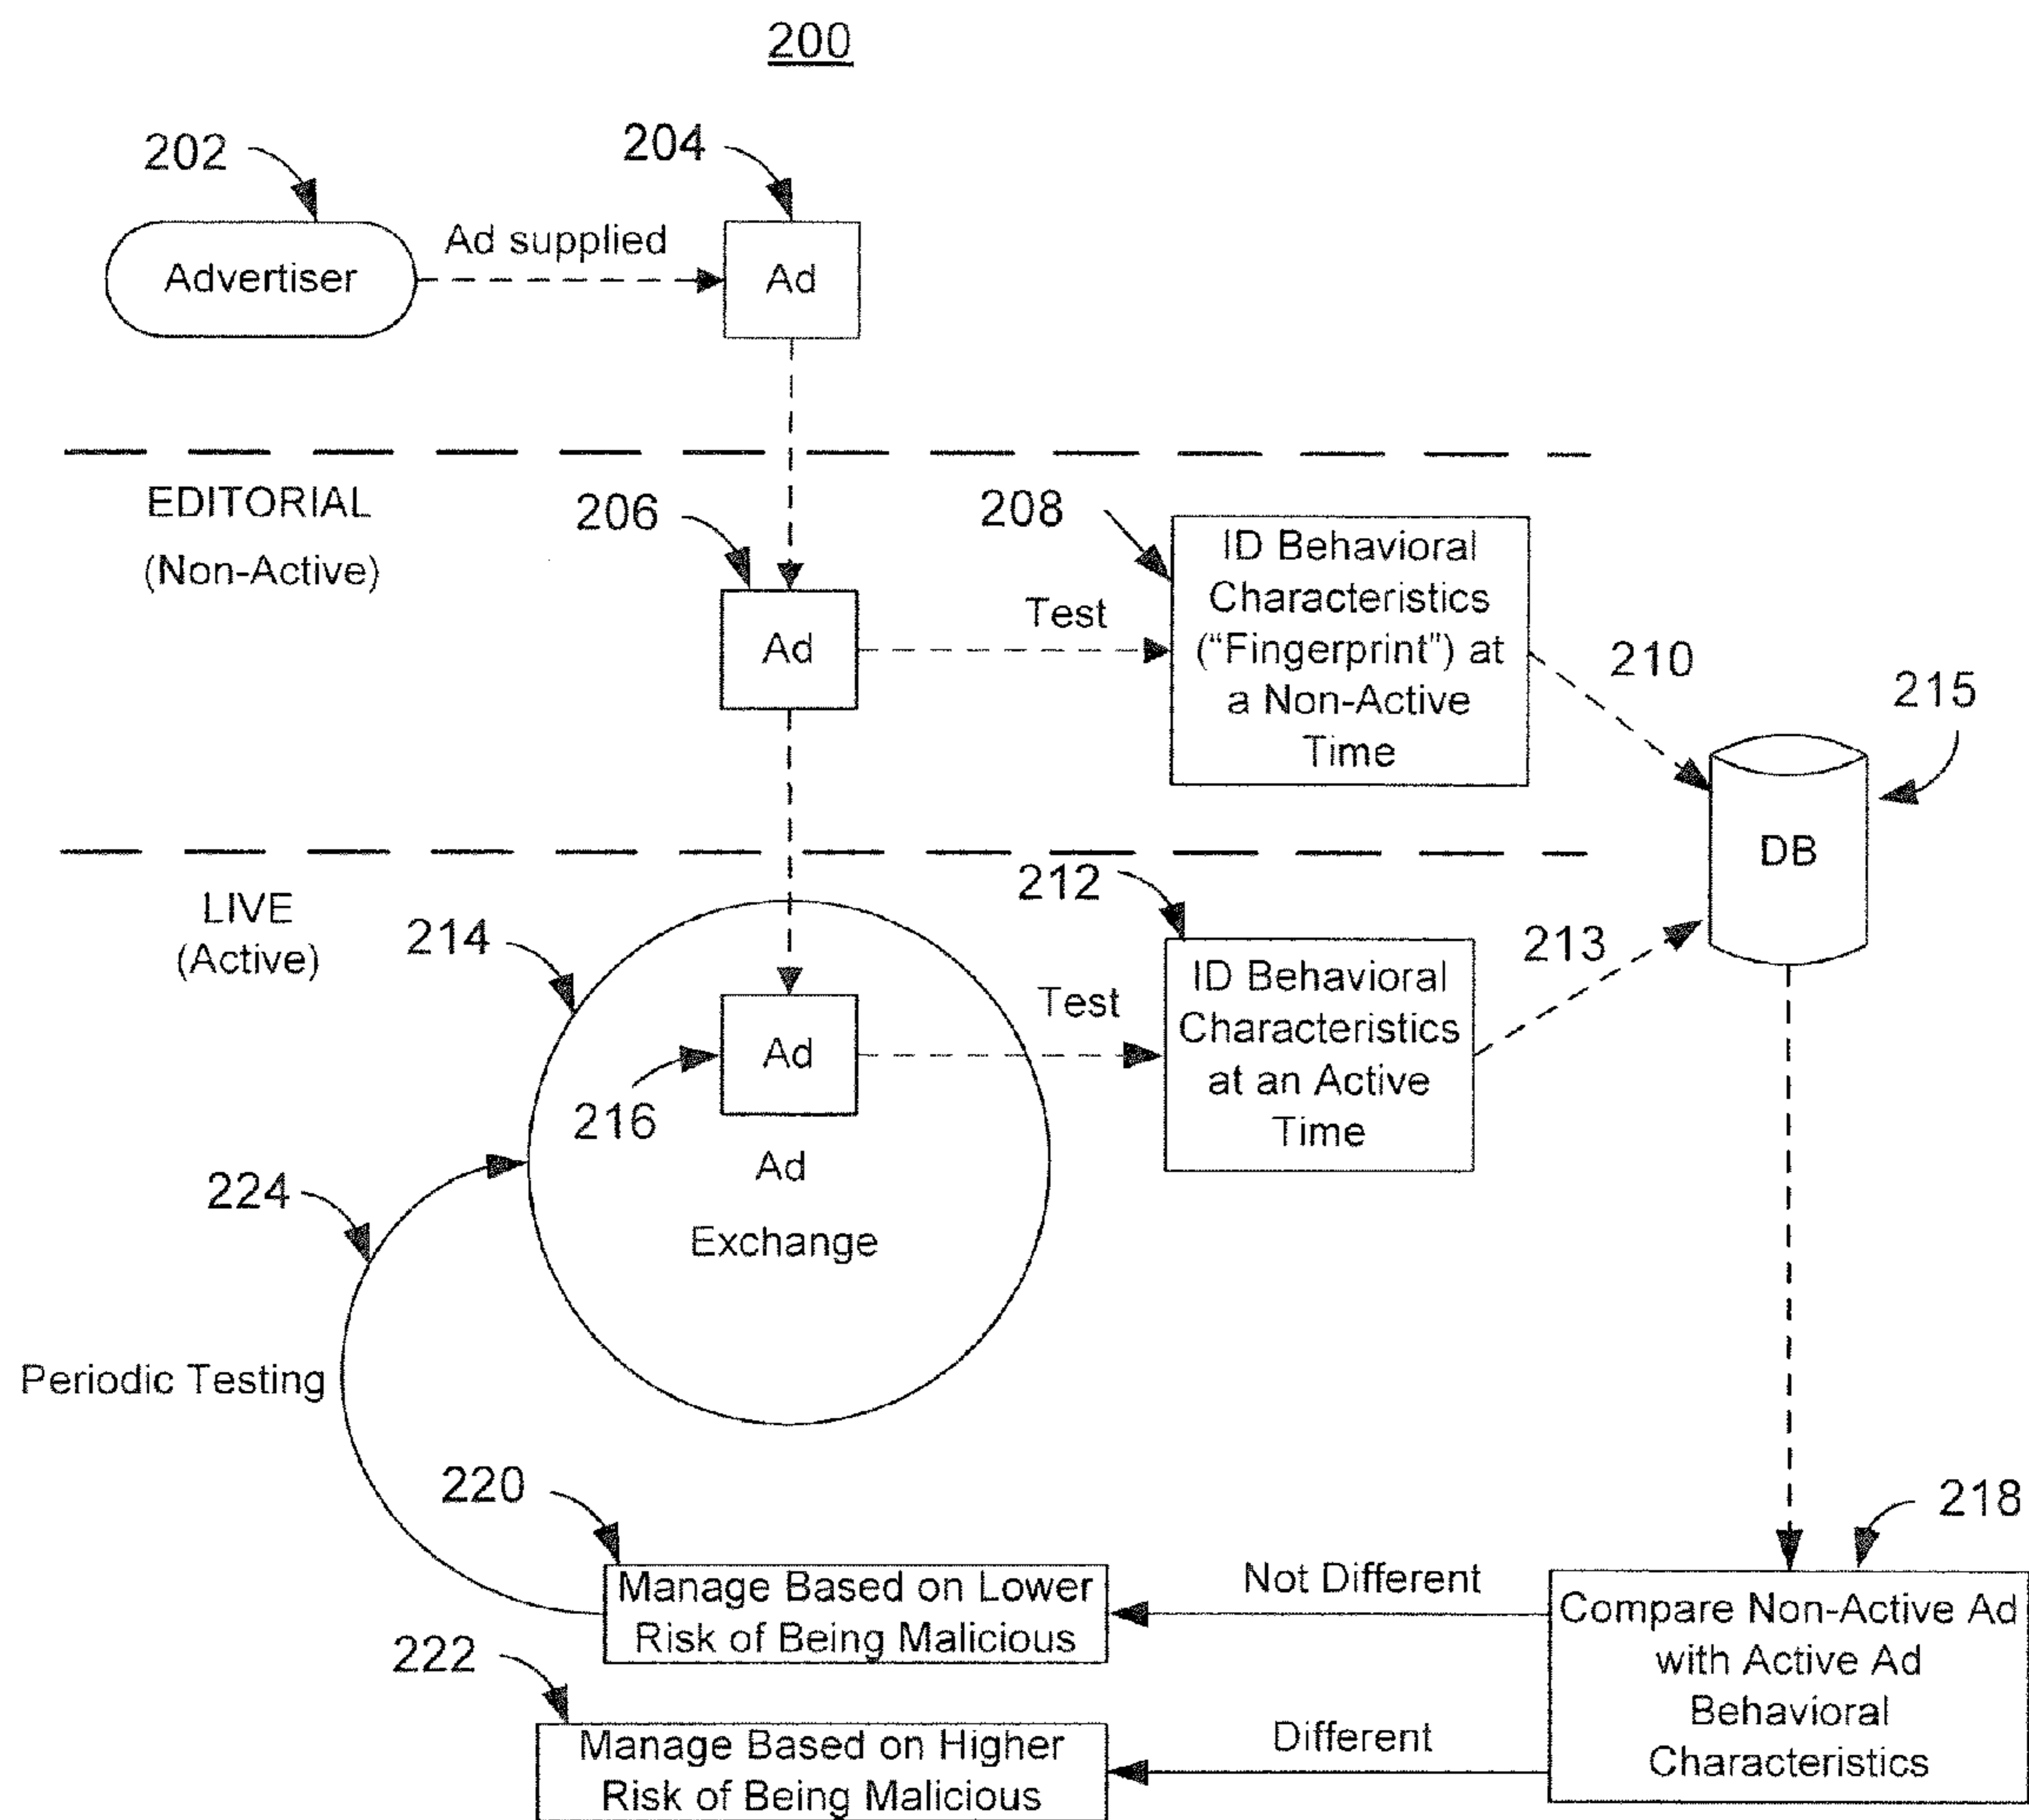 200
202
204
Advertiser
Ad supplied
Ad
EDITORIAL
(Non-Active)
206
208
Ad
Test
ID Behavioral
Characteristics
(“Fingerprint”) at
a Non-Active
Time
210
215
DB
LIVE
(Active)
214
212
213
Ad
216
Test
ID Behavioral
Characteristics
at an Active
Time
Ad
Exchange
224
Periodic Testing
220
Manage Based on Lower
Risk of Being Malicious
Not Different
218
Compare Non-Active Ad
with Active Ad
Behavioral
Characteristics
222
Manage Based on Higher
Risk of Being Malicious
Different